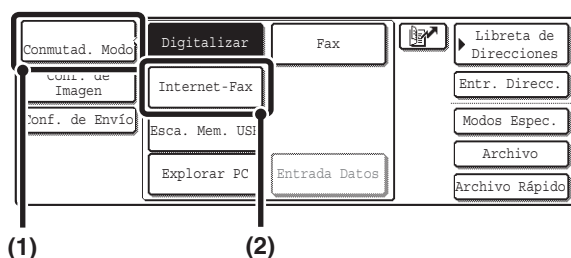 Conmutad. Modo
Digitalizar
Fax
Libreta de
Direcciones
Conf. de
Imagen
Internet-Fax
Entr. Direcc.
Conf. de Envío
Esca. Mem. USB
Modos Espec.
Archivo
Explorar PC
Entrada Datos
Archivo Rápido
(1)
(2)